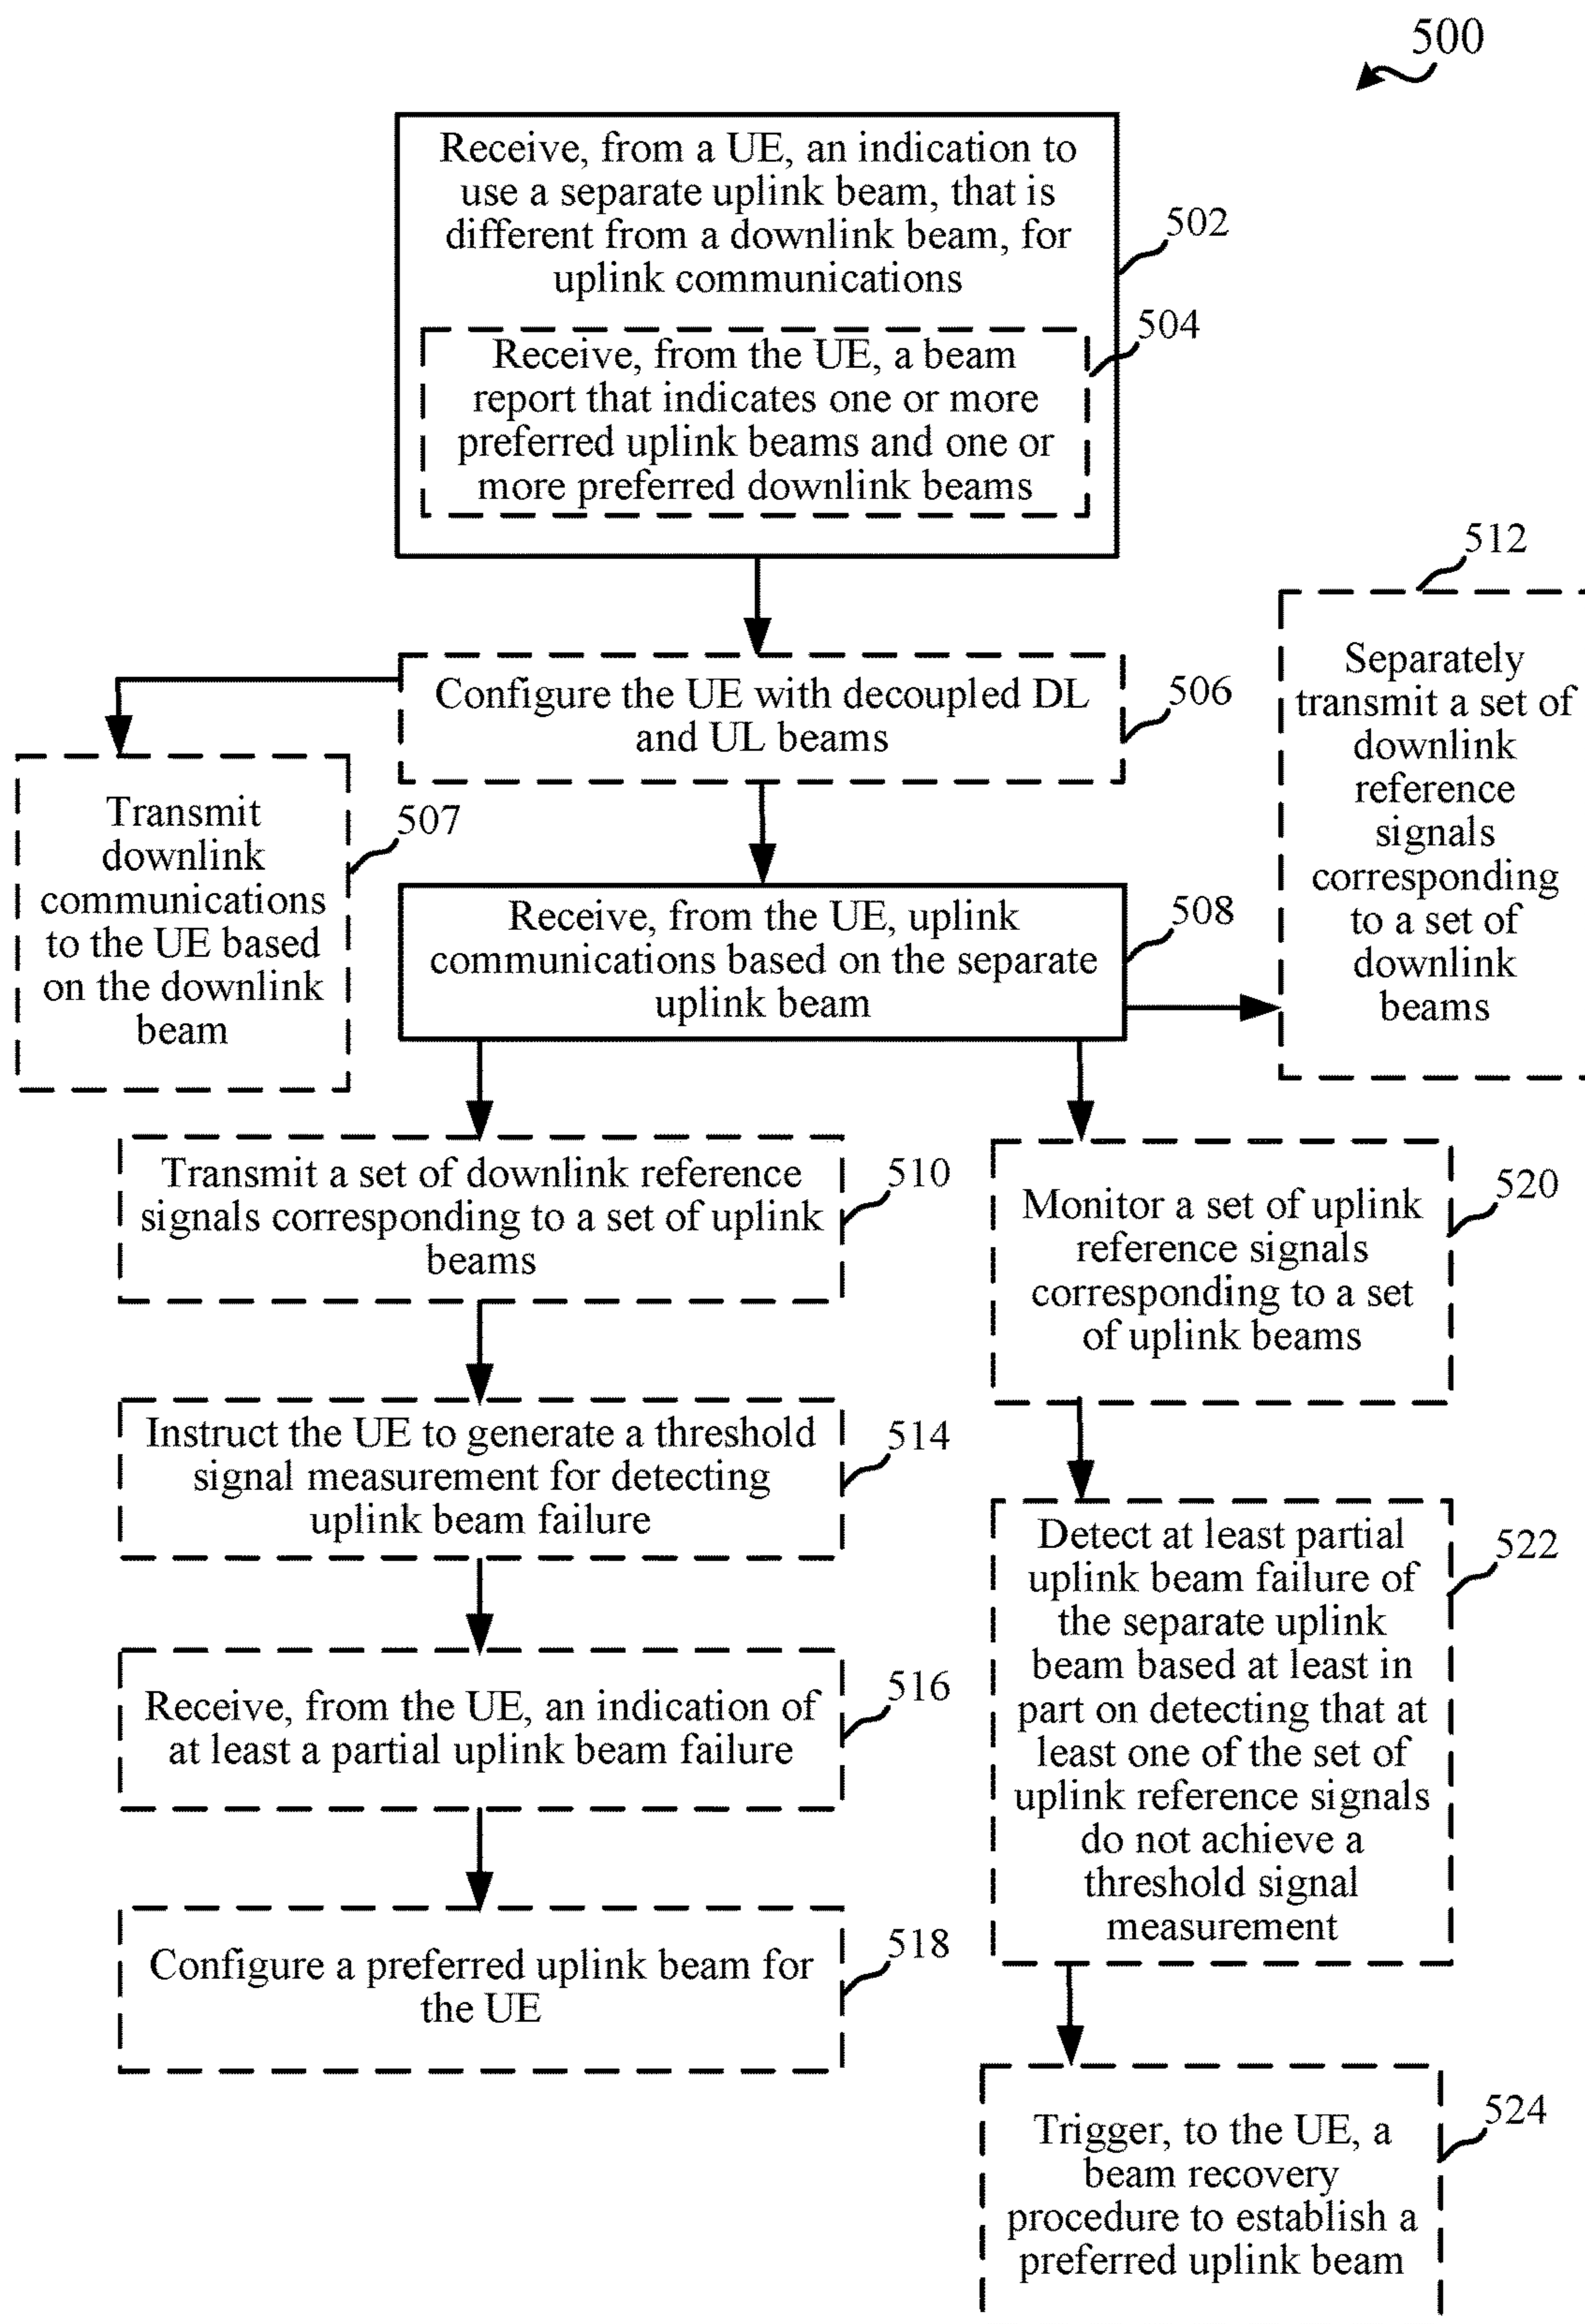 500
Receive, from a UE, an indication to
use a separate uplink beam, that is
different from a downlink beam, for
uplink communications
502
Receive, from the UE, a beam
report that indicates one or more
preferred uplink beams and one or
more preferred downlink beams
504
Configure the UE with decoupled DL
and UL beams
506
Transmit
downlink
communications
to the UE based
on the downlink
beam
507
Receive, from the UE, uplink
communications based on the separate
uplink beam
508
512
Separately
transmit a set of
downlink
reference
signals
corresponding
to a set of
downlink
beams
Transmit a set of downlink reference
signals corresponding to a set of uplink
beams
510
Instruct the UE to generate a threshold
signal measurement for detecting
uplink beam failure
514
Receive, from the UE, an indication of
at least a partial uplink beam failure
516
Configure a preferred uplink beam for
the UE
518
Monitor a set of uplink
reference signals
corresponding to a set
of uplink beams
520
Detect at least partial
uplink beam failure of
the separate uplink
beam based at least in
part on detecting that at
least one of the set of
uplink reference signals
do not achieve a
threshold signal
measurement
522
Trigger, to the UE, a
beam recovery
procedure to establish a
preferred uplink beam
524